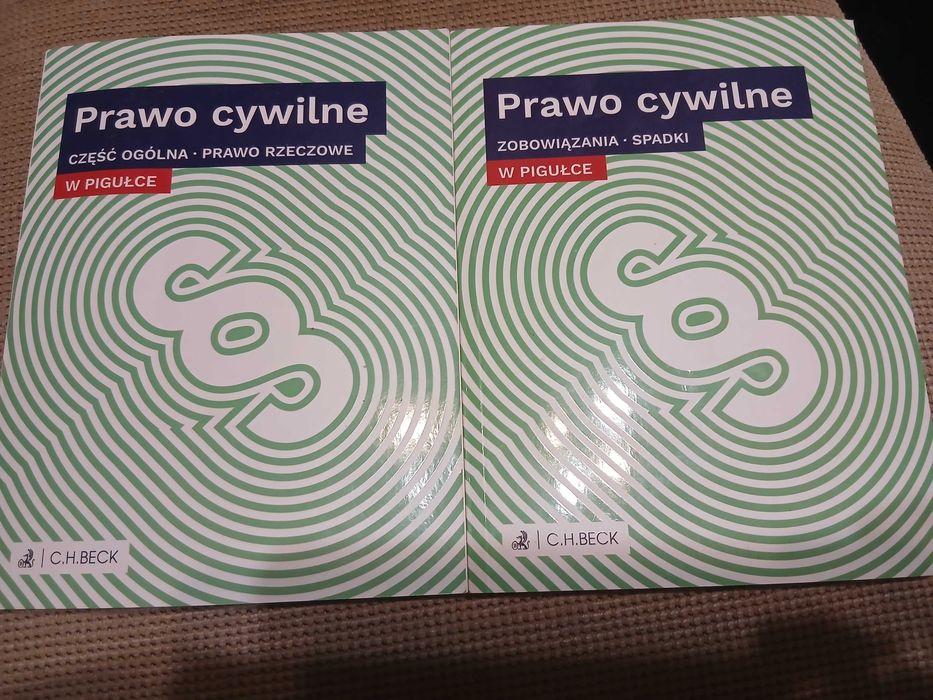 Prawo cywilne
CZĘŚĆ OGÓLNA · PRAWO RZECZOWE
W PIGUŁCE
C.H.BECK
Prawo cywilne
ZOBOWIĄZANIA · SPADKI
W PIGUŁCE
C.H.BECK